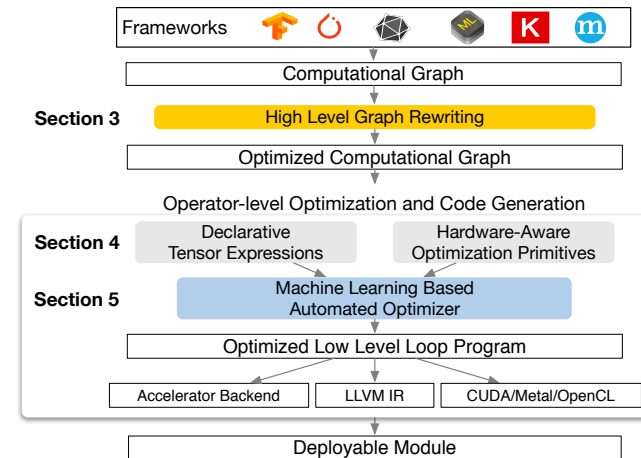 Frameworks
ML
K
m
Computational Graph
Section 3
High Level Graph Rewriting
Optimized Computational Graph
Operator-level Optimization and Code Generation
Section 4
Declarative
Tensor Expressions
Hardware-Aware
Optimization Primitives
Section 5
Machine Learning Based
Automated Optimizer
Optimized Low Level Loop Program
Accelerator Backend
LLVM IR
CUDA/Metal/OpenCL
Deployable Module